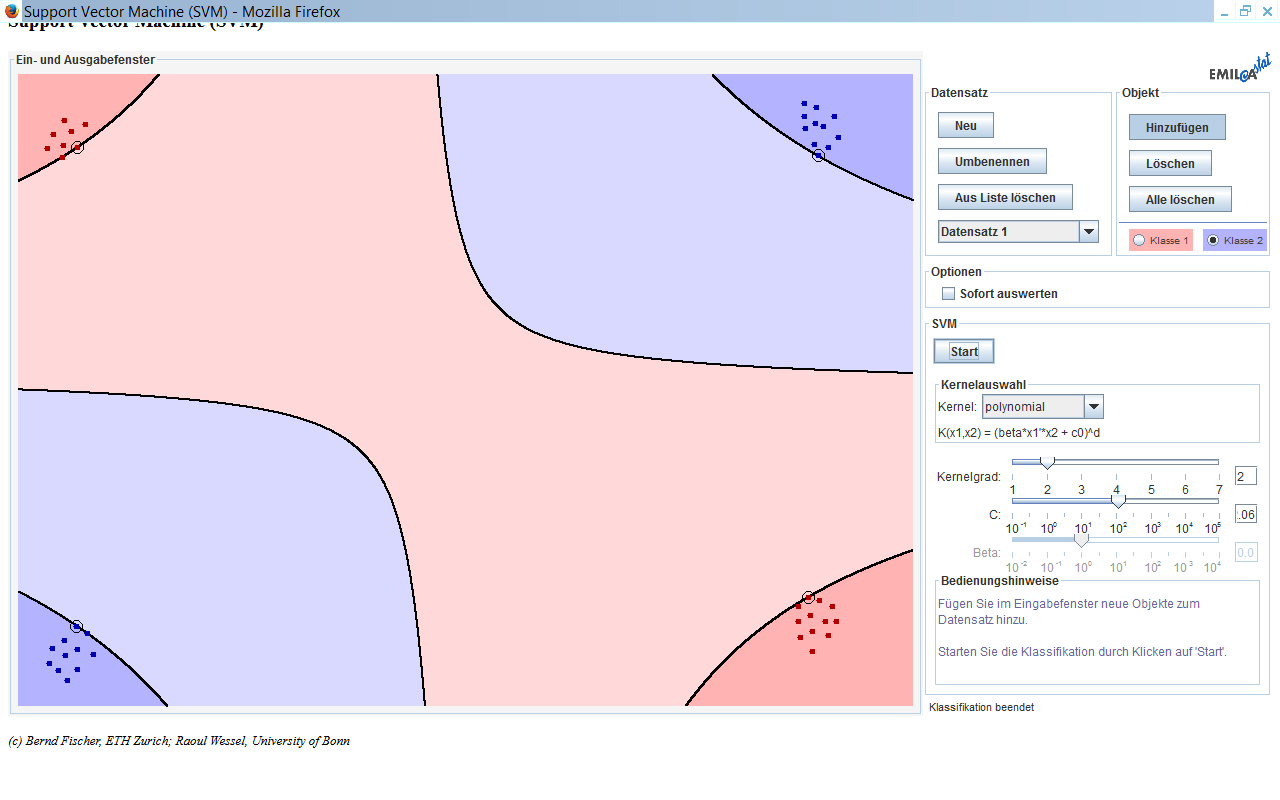 Support Vector Machine (SVM) - Mozilla Firefox
Support Vector Machine (SVM)
Ein- und Ausgabefenster
EMILeA stat
Datensatz
Neu
Umbenennen
Aus Liste löschen
Datensatz 1
Objekt
Hinzufügen
Löschen
Alle löschen
Klasse 1
Klasse 2
Optionen
Sofort auswerten
SVM
Start
Kernelauswahl
Kernel: polynomial
K(x1,x2) = (beta*x1'*x2 + c0)^d
Kernelgrad: 2
1 2 3 4 5 6 7
C: .06
10^-1 10^0 10^1 10^2 10^3 10^4 10^5
Beta: 0.0
10^-2 10^-1 10^0 10^1 10^2 10^3 10^4
Bedienungshinweise
Fügen Sie im Eingabefenster neue Objekte zum
Datensatz hinzu.
Starten Sie die Klassifikation durch Klicken auf 'Start'.
Klassifikation beendet
(c) Bernd Fischer, ETH Zurich; Raoul Wessel, University of Bonn